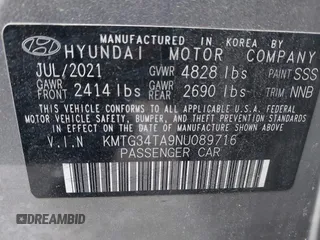 MANUFACTURED IN KOREA BY
HYUNDAI MOTOR COMPANY
JUL/2021 GVWR 4828 lbs PAINT SSS
GAWR FRONT 2414 lbs GAWR REAR 2690 lbs TRIM NNB
THIS VEHICLE CONFORMS TO ALL APPLICABLE U.S.A. FEDERAL
MOTOR VEHICLE SAFETY, BUMPER, AND THEFT PREVENTION
STANDARDS IN EFFECT ON THE DATE OF MANUFACTURE SHOWN ABOVE.
V.I.N KMTG34TA9NU089716
PASSENGER CAR
DREAMBID